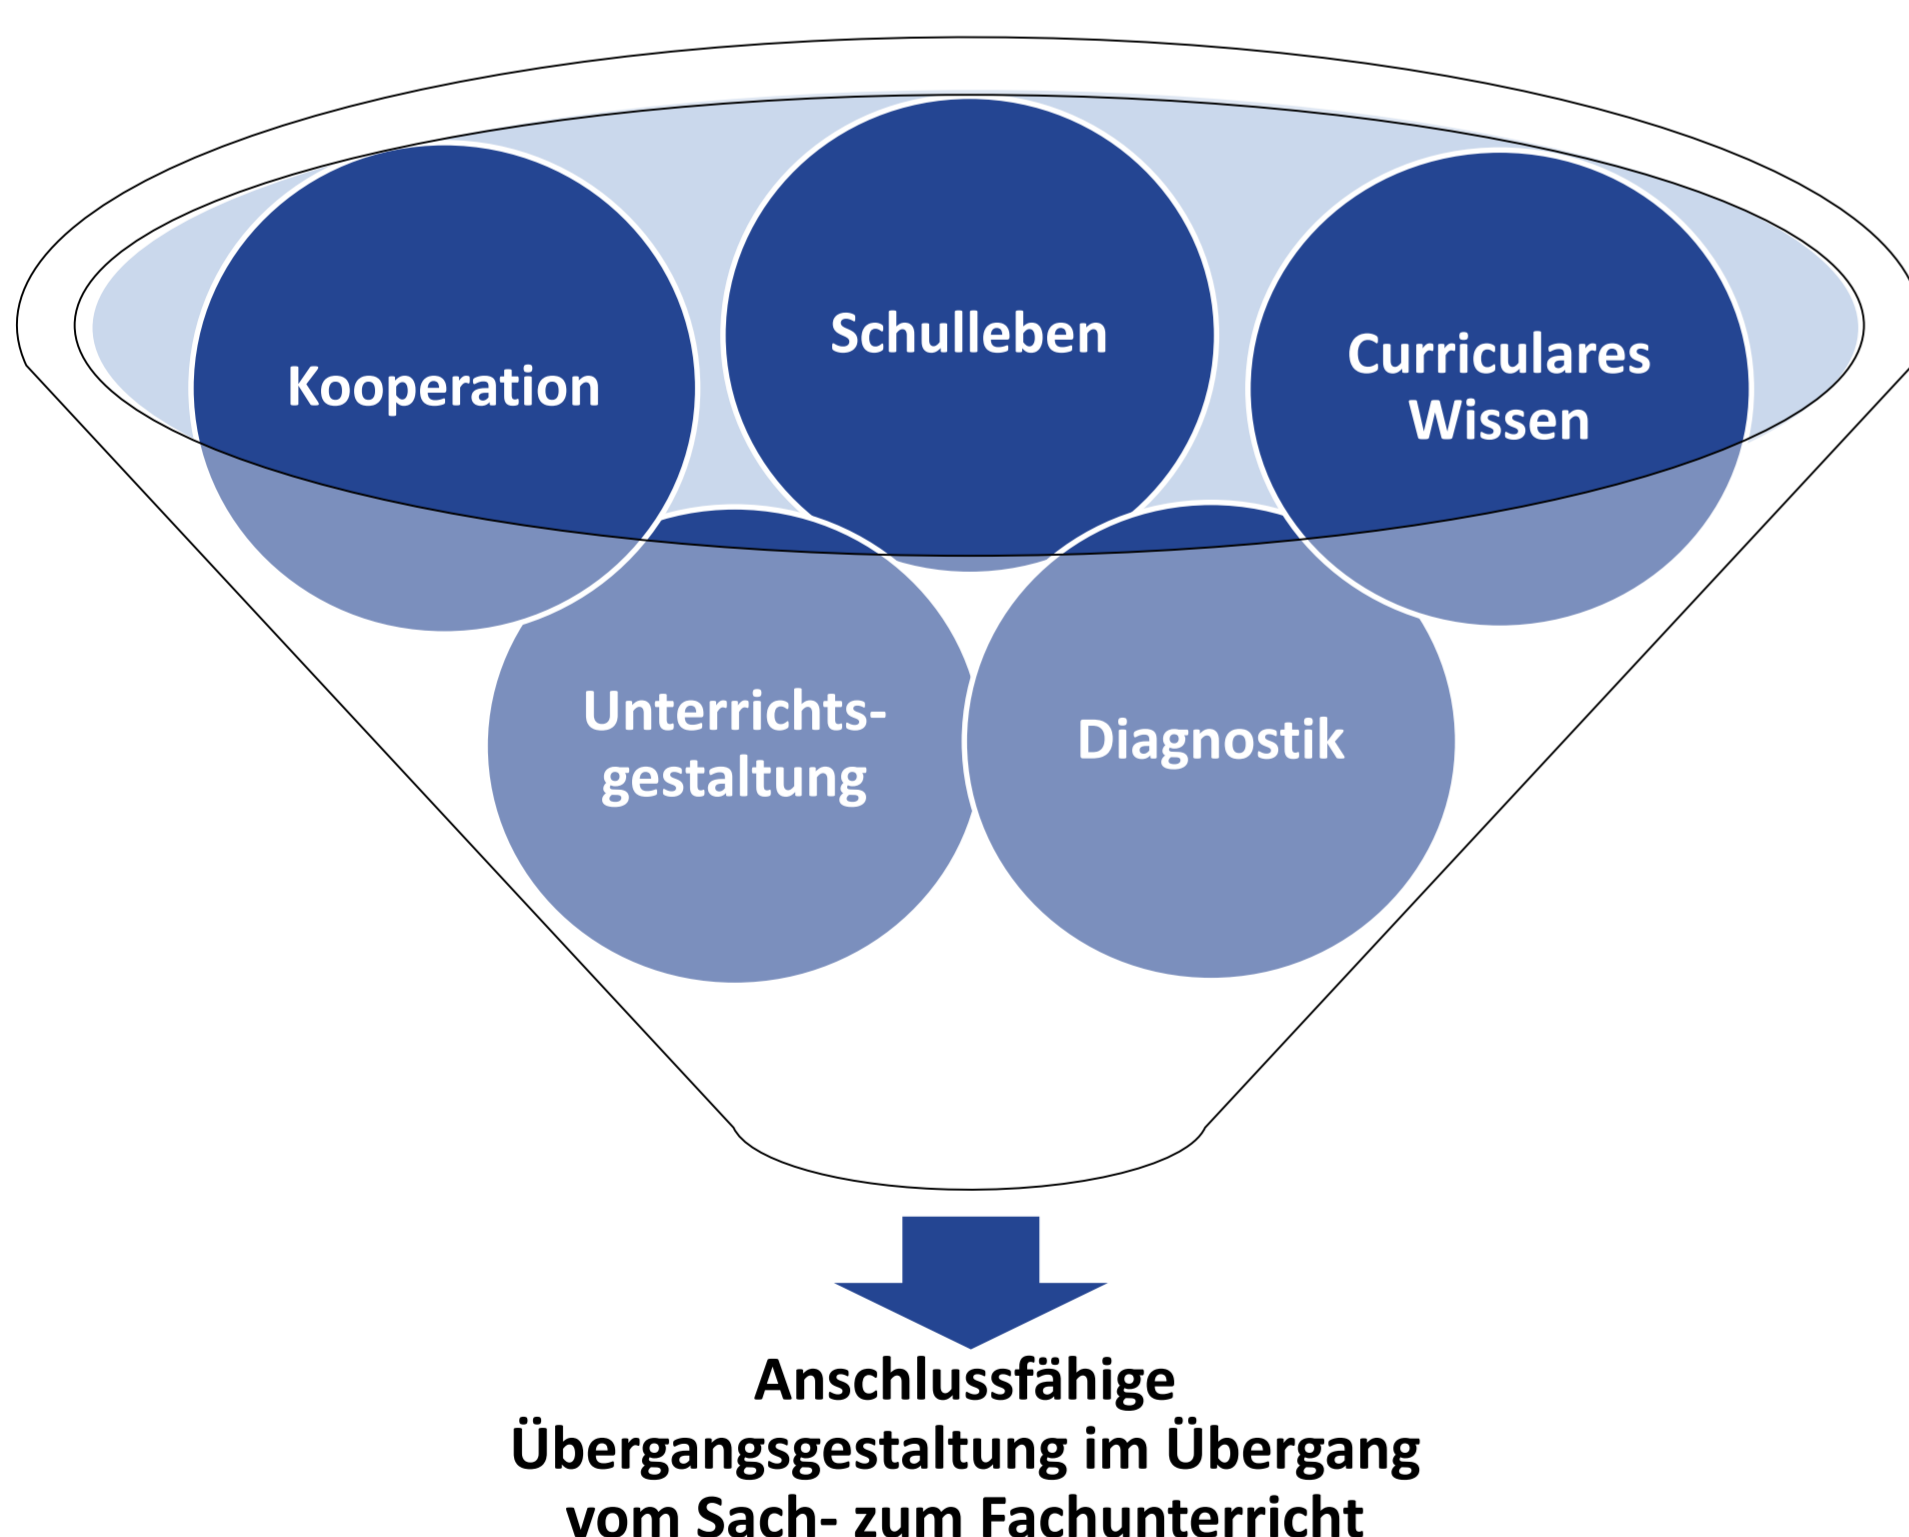 Schulleben
Kooperation
Curriculares
Wissen
Unterrichts-
gestaltung
Diagnostik
Anschlussfähige
Übergangsgestaltung im Übergang
vom Sach- zum Fachunterricht